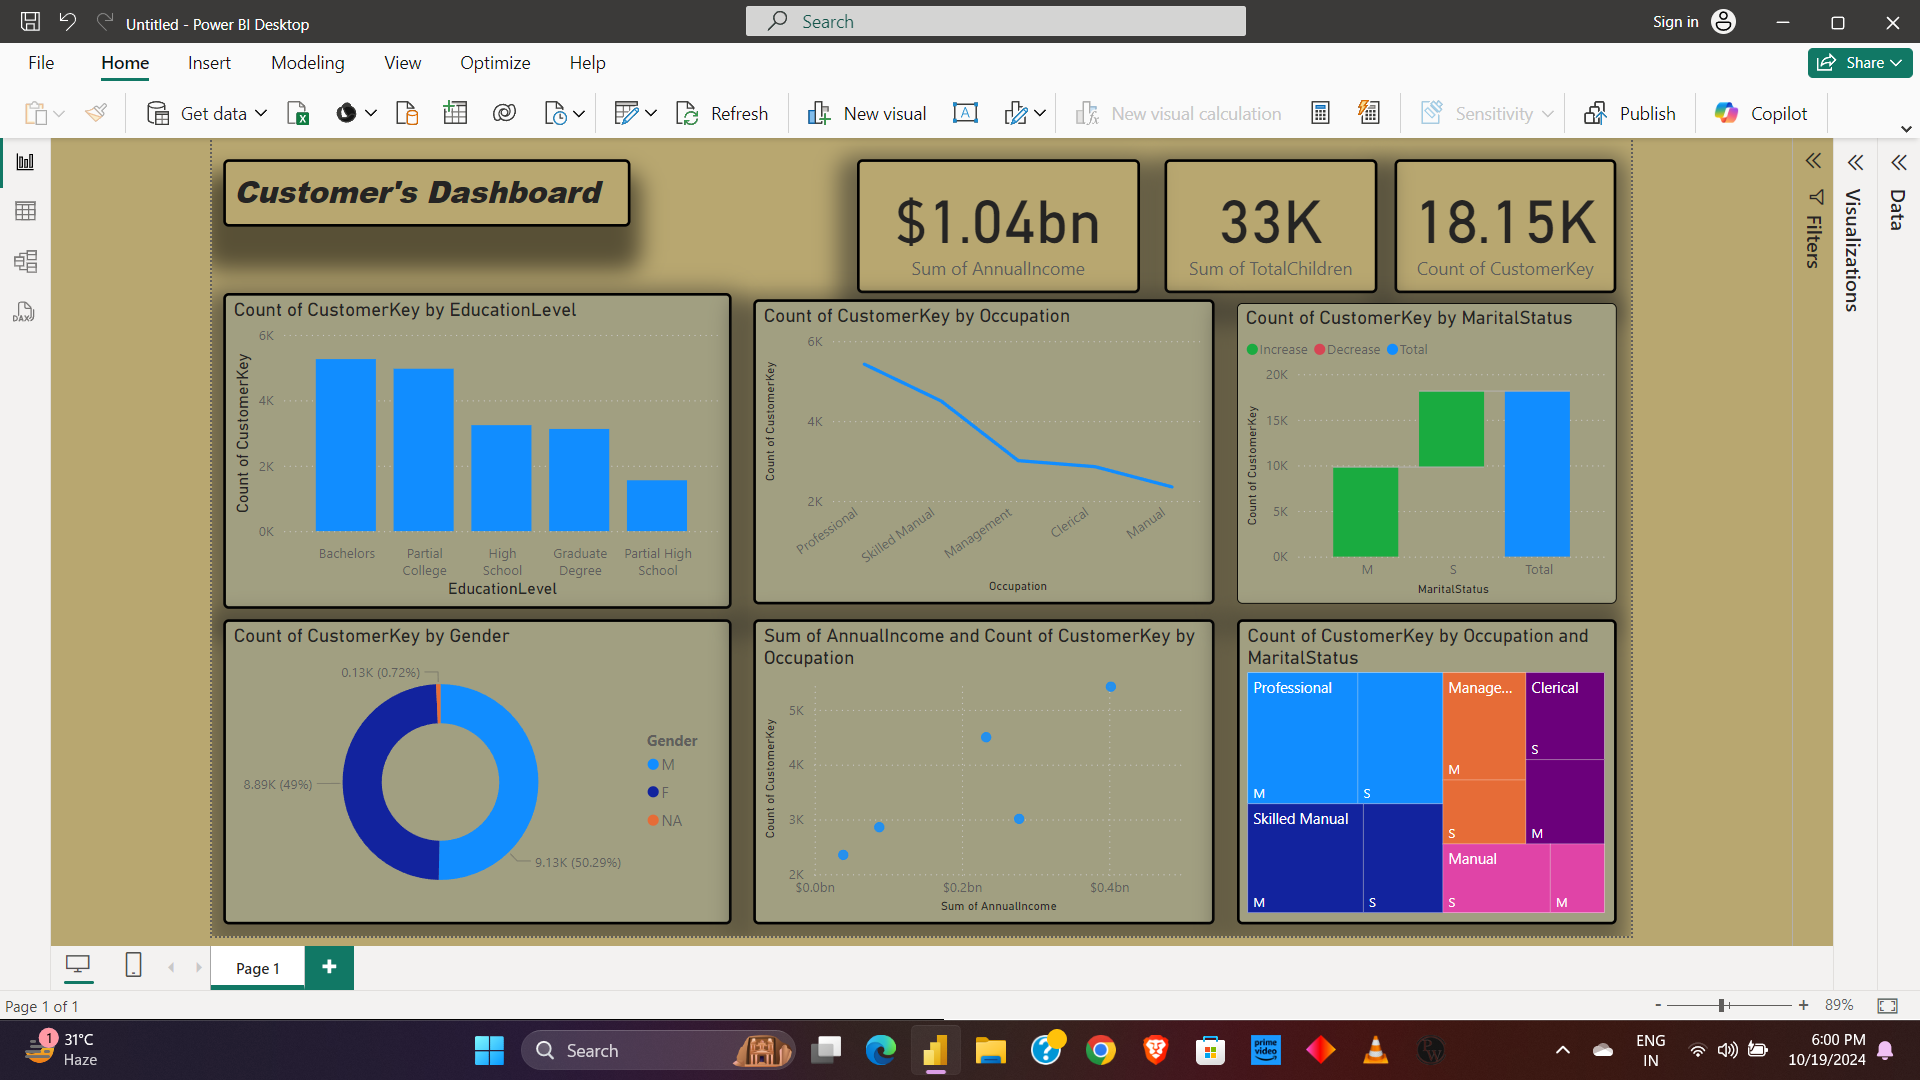 Untitled - Power BI Desktop
Search
Sign in
File
Home
Insert
Modeling
View
Optimize
Help
Share
Get data
Refresh
New visual
New visual calculation
Sensitivity
Publish
Copilot
Customer's Dashboard
$1.04bn
Sum of AnnualIncome
33K
Sum of TotalChildren
18.15K
Count of CustomerKey
Filters
Visualizations
Data
DAX
Count of CustomerKey by EducationLevel
Count of CustomerKey
6K
4K
2K
0K
Bachelors
Partial
College
High
School
Graduate
Degree
Partial High
School
EducationLevel
Count of CustomerKey by Occupation
Count of CustomerKey
6K
4K
2K
Professional
Skilled Manual
Management
Clerical
Manual
Occupation
Count of CustomerKey by MaritalStatus
Increase
Decrease
Total
Count of CustomerKey
20K
15K
10K
5K
0K
M
S
Total
MaritalStatus
Count of CustomerKey by Gender
0.13K (0.72%)
8.89K (49%)
9.13K (50.29%)
Gender
M
F
NA
Sum of AnnualIncome and Count of CustomerKey by
Occupation
Count of CustomerKey
5K
4K
3K
2K
$0.0bn
$0.2bn
$0.4bn
Sum of AnnualIncome
Count of CustomerKey by Occupation and
MaritalStatus
Professional
M
S
Skilled Manual
M
S
Manage...
M
S
Clerical
S
M
Manual
S
M
Page 1
Page 1 of 1
-
+
89%
1
31°C
Haze
Search
prime
video
PW
ENG
IN
6:00 PM
10/19/2024